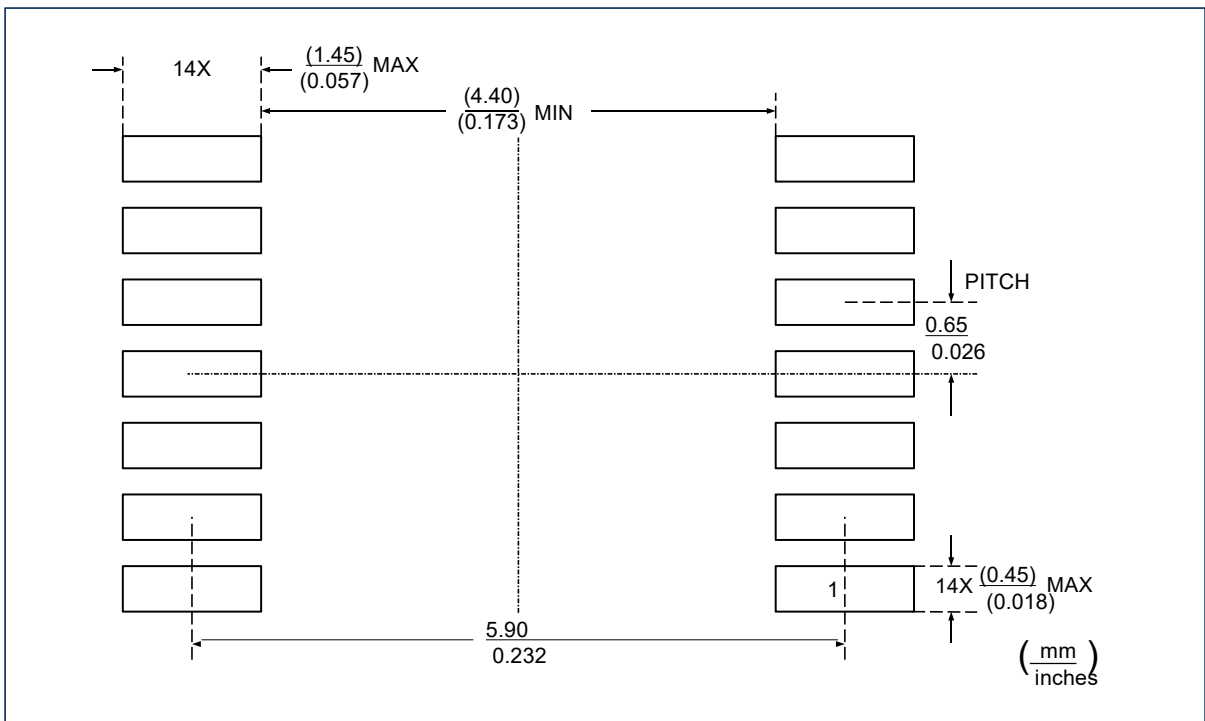 14X
(1.45)
(0.057)
MAX
(4.40)
(0.173)
MIN
PITCH
0.65
0.026
1
14X
(0.45)
(0.018)
MAX
5.90
0.232
(mm
inches)